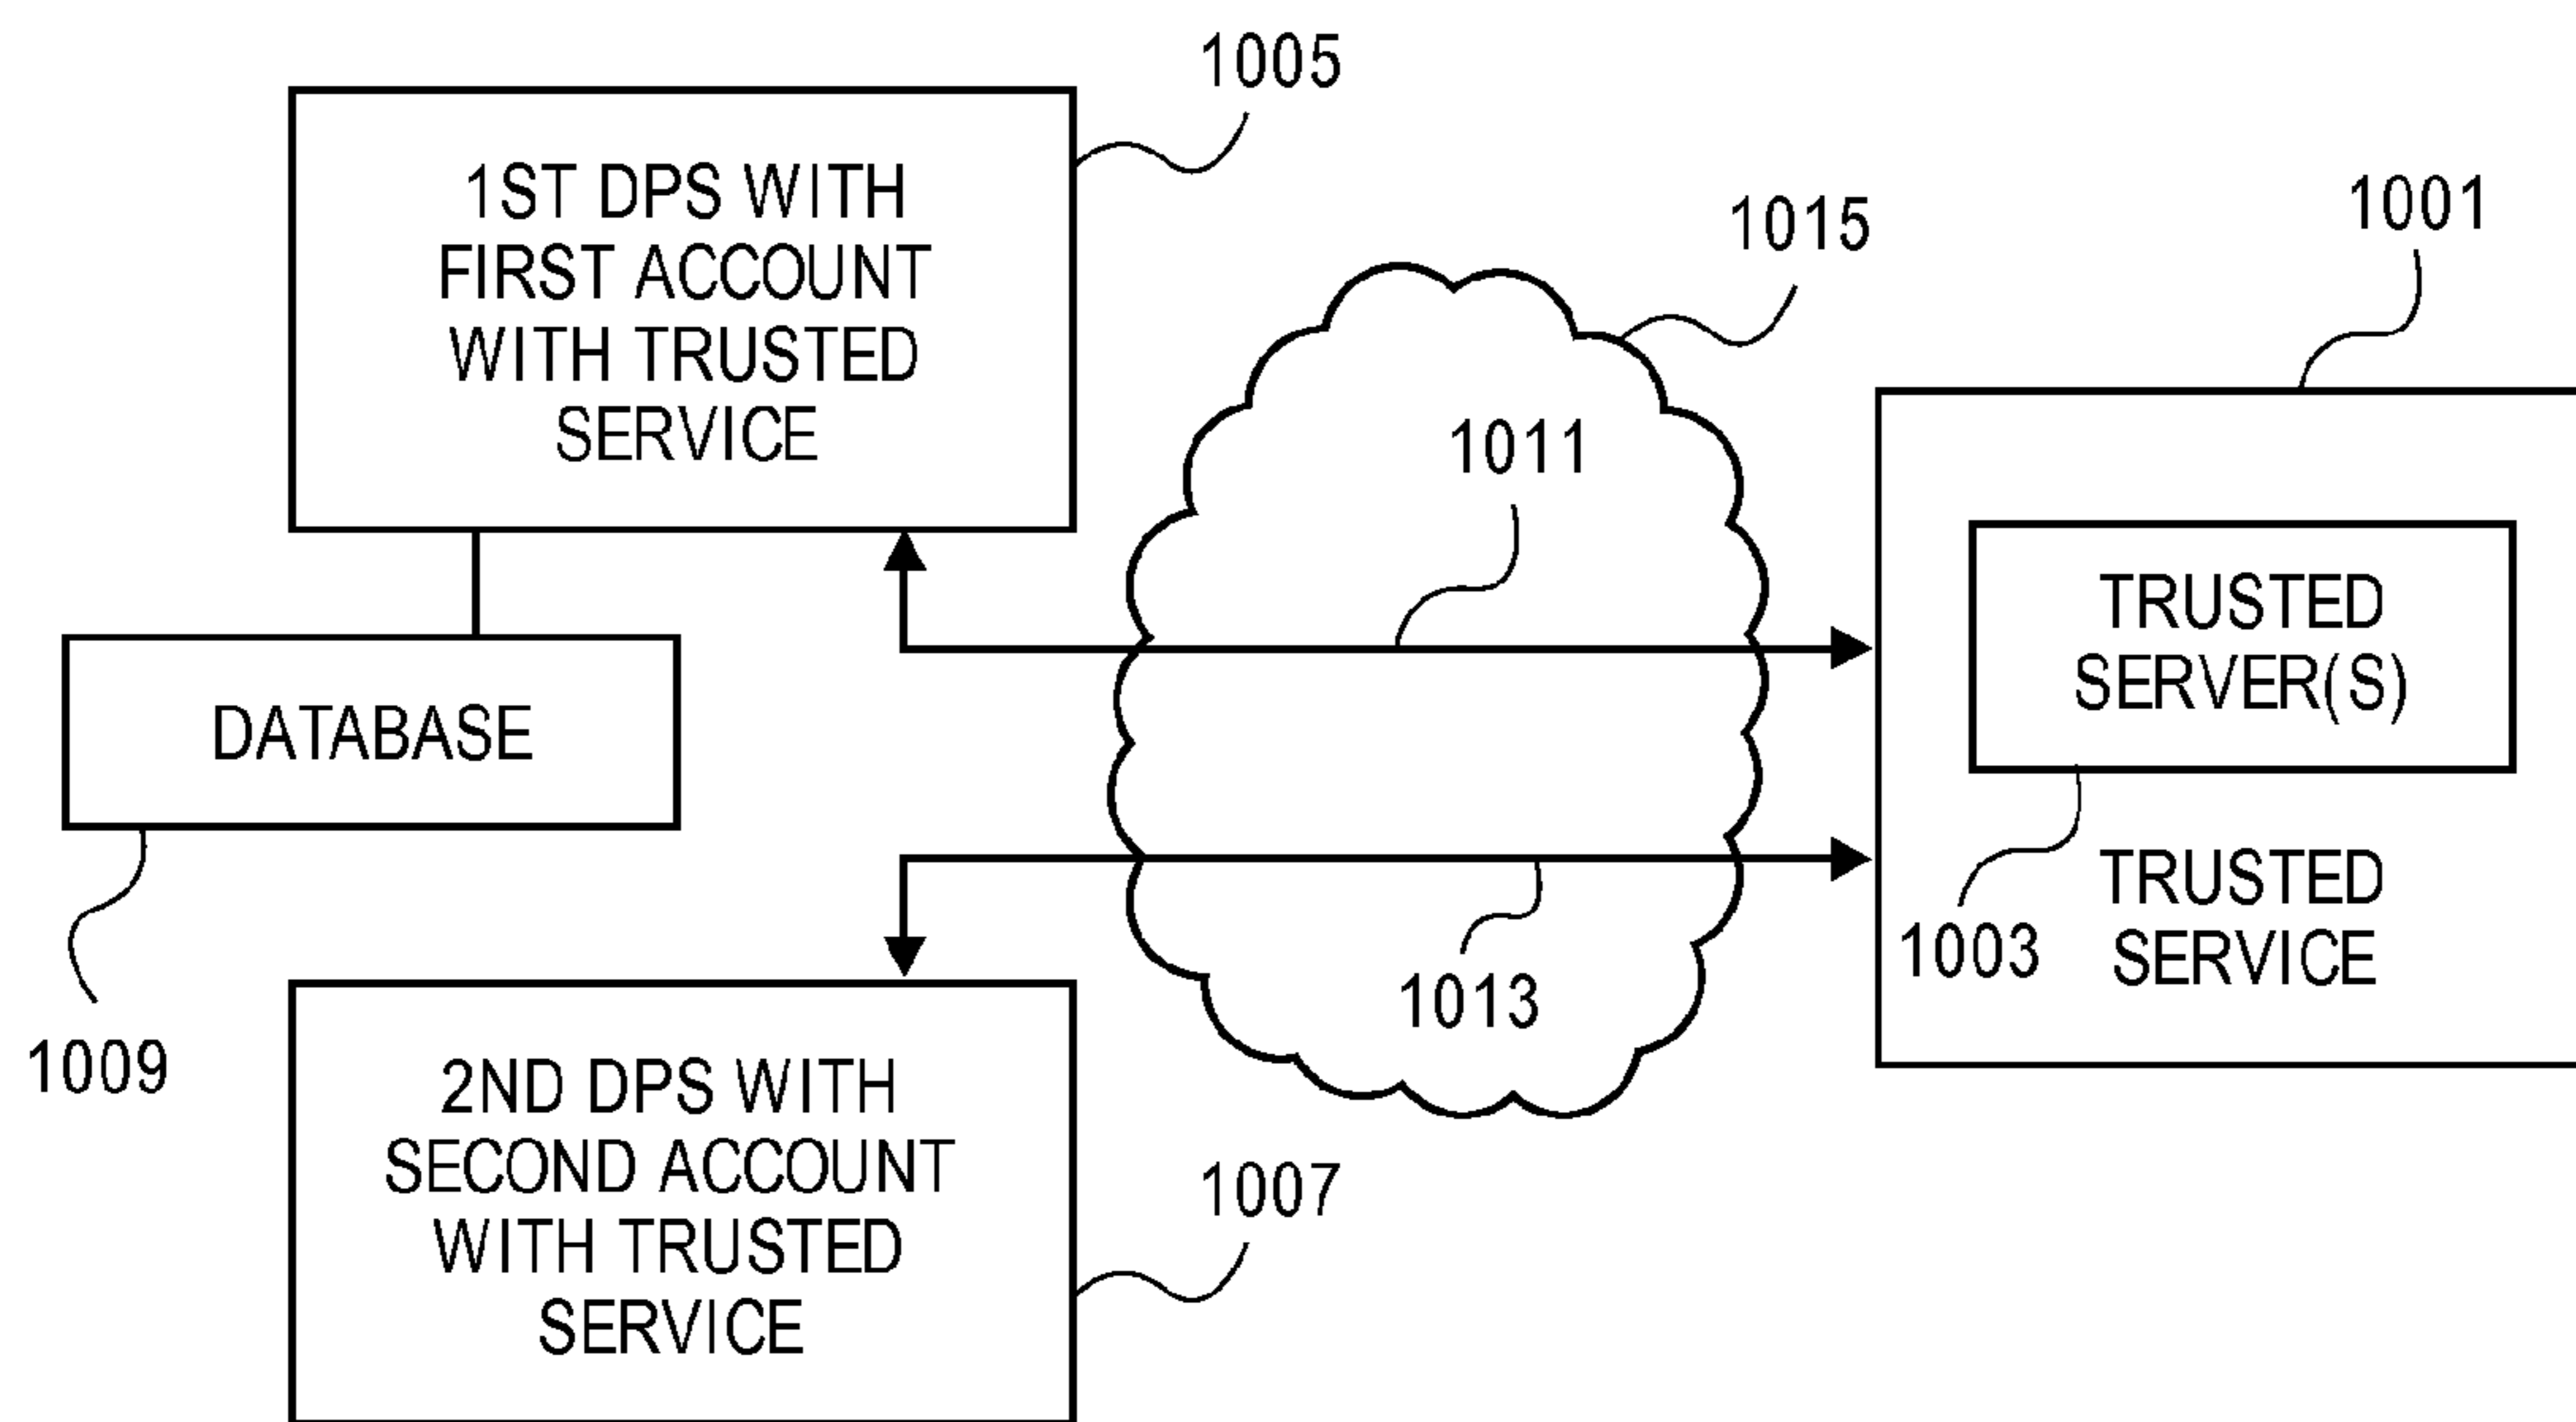 1005
1ST DPS WITH
FIRST ACCOUNT
WITH TRUSTED
SERVICE
1015
1001
1011
TRUSTED
SERVER(S)
DATABASE
TRUSTED
SERVICE
1003
1013
1009
2ND DPS WITH
SECOND ACCOUNT
WITH TRUSTED
SERVICE
1007